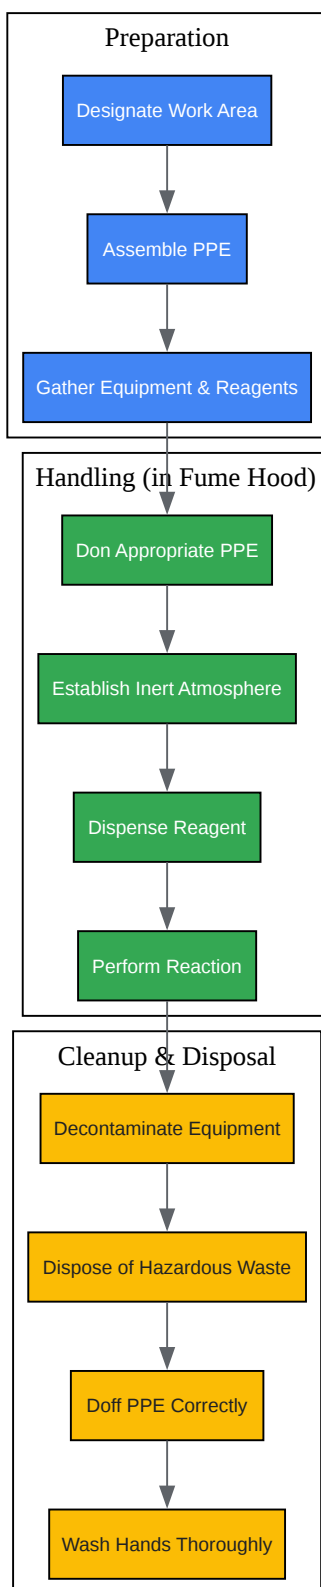 Preparation
Designate Work Area
Assemble PPE
Gather Equipment & Reagents
Handling (in Fume Hood)
Don Appropriate PPE
Establish Inert Atmosphere
Dispense Reagent
Perform Reaction
Cleanup & Disposal
Decontaminate Equipment
Dispose of Hazardous Waste
Doff PPE Correctly
Wash Hands Thoroughly